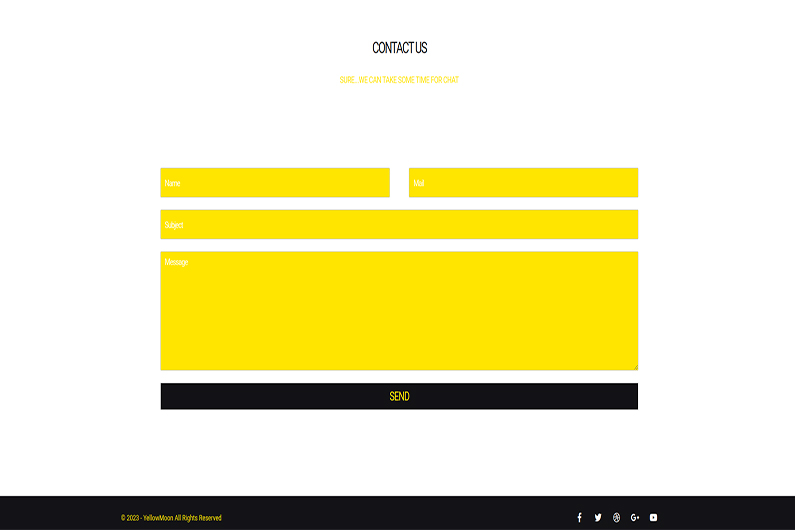 CONTACT US
SURE...WE CAN TAKE SOME TIME FOR CHAT
Name
Mail
Subject
Message
SEND
© 2023 - YellowMoon All Rights Reserved